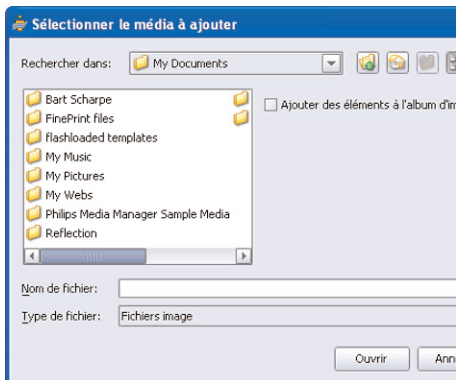 Sélectionner le média à ajouter
Rechercher dans: My Documents
Bart Scharpe
FinePrint files
flashloaded templates
My Music
My Pictures
My Webs
Philips Media Manager Sample Media
Reflection
Ajouter des éléments à l'album d'im
Nom de fichier:
Type de fichier: Fichiers image
Ouvrir Ann